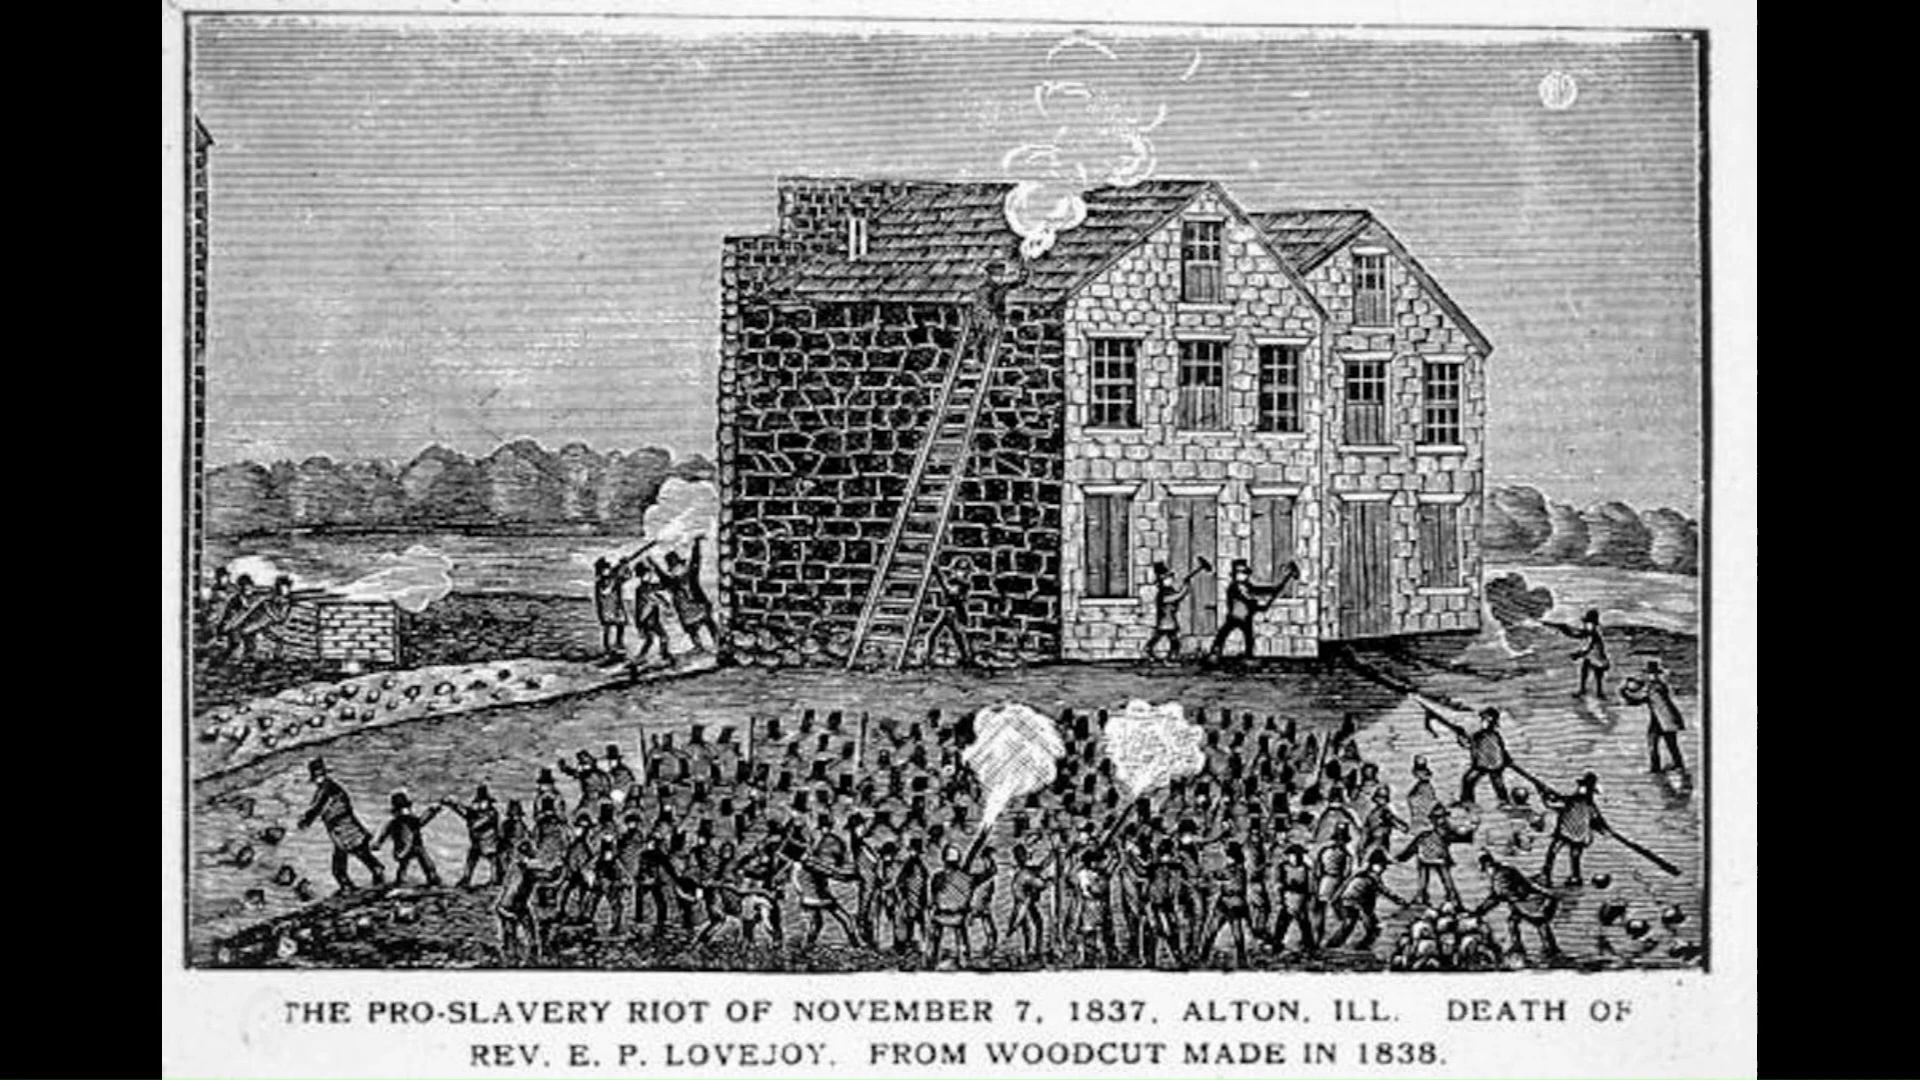 THE PRO-SLAVERY RIOT OF NOVEMBER 7, 1837, ALTON, ILL. DEATH OF
REV. E. P. LOVEJOY. FROM WOODCUT MADE IN 1838.